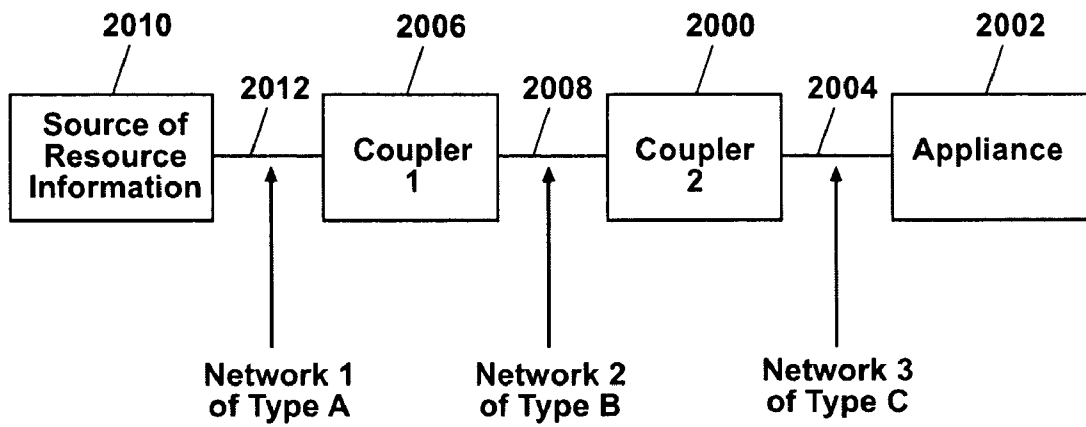 2010
2006
2000
2002
2012
2008
2004
Source of
Resource
Information
Coupler
1
Coupler
2
Appliance
Network 1
of Type A
Network 2
of Type B
Network 3
of Type C